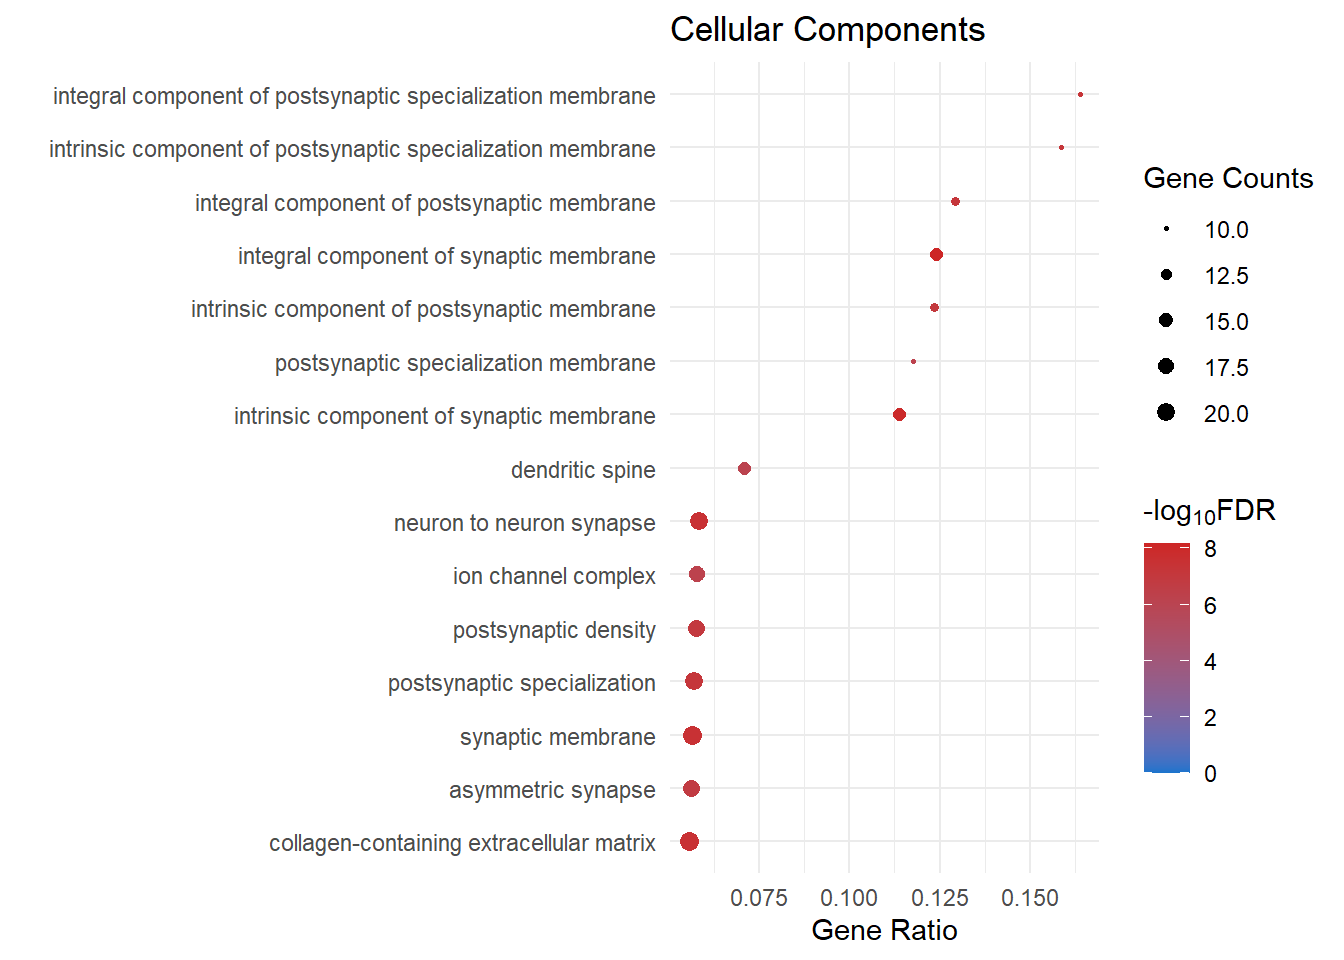 Cellular Components
integral component of postsynaptic specialization membrane
intrinsic component of postsynaptic specialization membrane
integral component of postsynaptic membrane
integral component of synaptic membrane
intrinsic component of postsynaptic membrane
postsynaptic specialization membrane
intrinsic component of synaptic membrane
dendritic spine
neuron to neuron synapse
ion channel complex
postsynaptic density
postsynaptic specialization
synaptic membrane
asymmetric synapse
collagen-containing extracellular matrix
0.075 0.100 0.125 0.150
Gene Ratio
Gene Counts
10.0
12.5
15.0
17.5
20.0
-log₁₀FDR
8
6
4
2
0